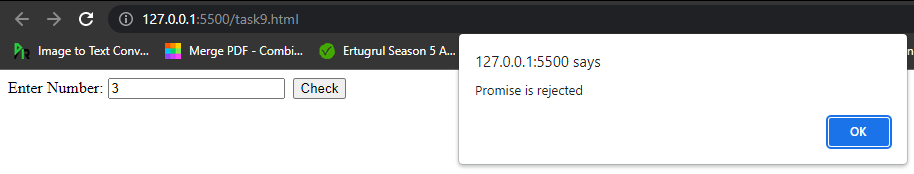 127.0.0.1:5500/task9.html
Image to Text Conv...
Merge PDF - Combi...
Ertugrul Season 5 A...
127.0.0.1:5500 says
Promise is rejected
OK
Enter Number: 3 Check